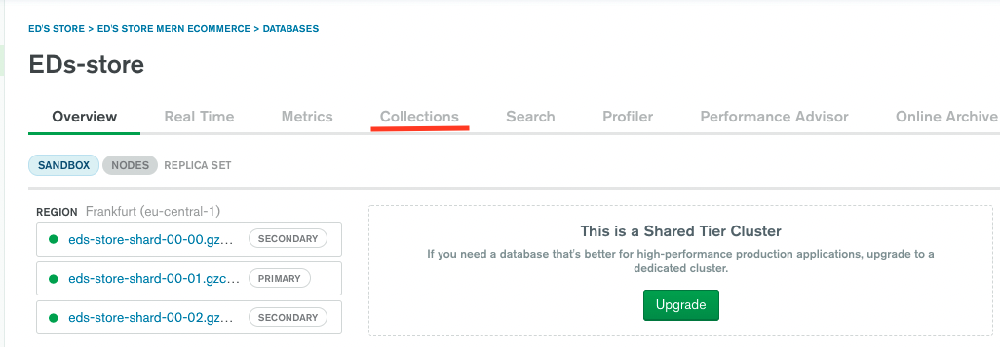 ED'S STORE > ED'S STORE MERN ECOMMERCE > DATABASES
EDs-store
Overview Real Time Metrics Collections Search Profiler Performance Advisor Online Archive
SANDBOX NODES REPLICA SET
REGION Frankfurt (eu-central-1)
eds-store-shard-00-00.gz... SECONDARY
eds-store-shard-00-01.gzc... PRIMARY
eds-store-shard-00-02.gz... SECONDARY
This is a Shared Tier Cluster
If you need a database that's better for high-performance production applications, upgrade to a
dedicated cluster.
Upgrade